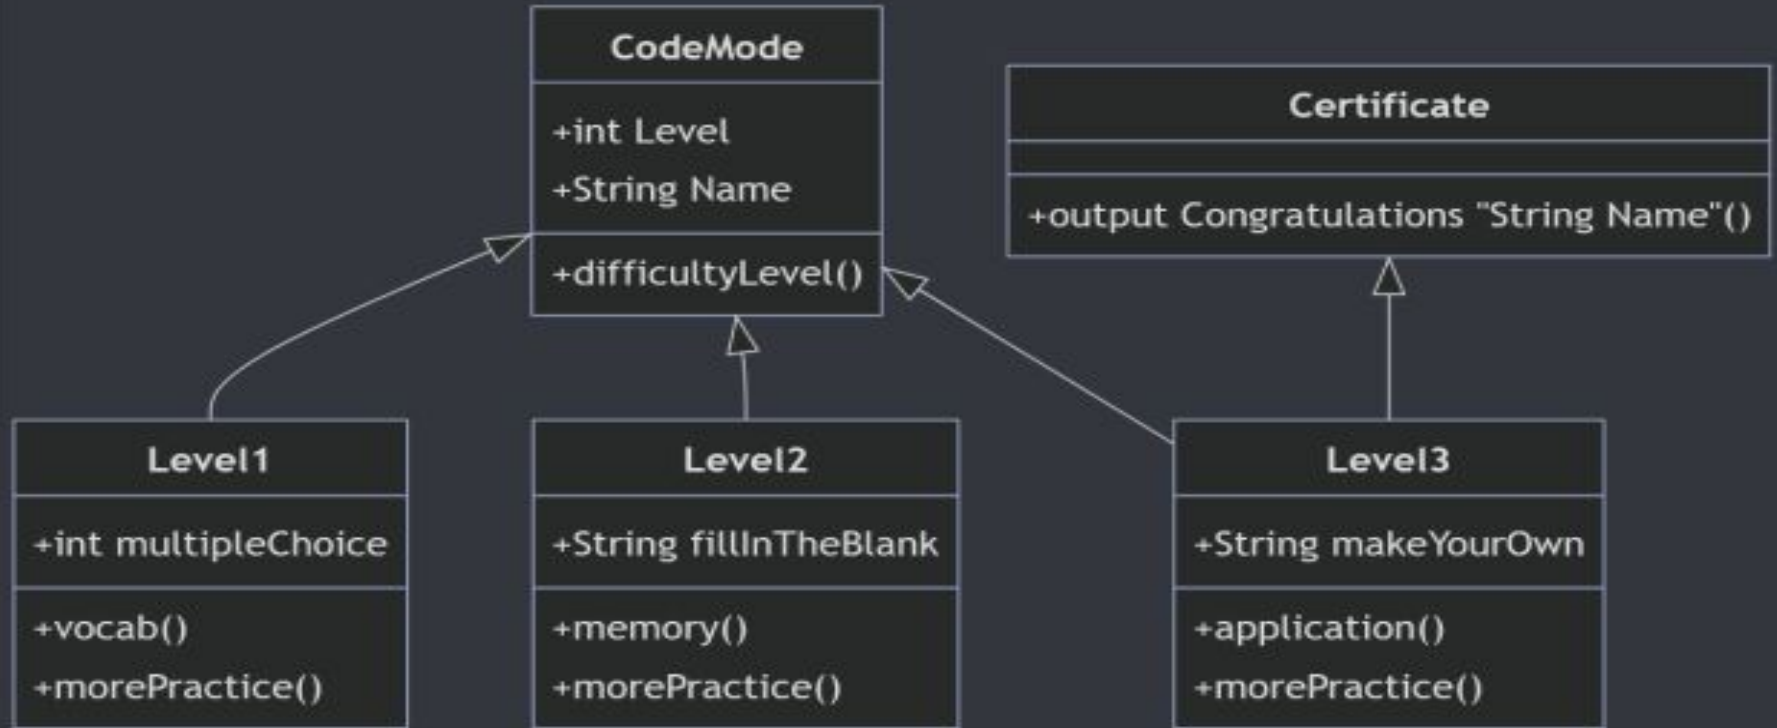 CodeMode
+int Level
+String Name
+difficultyLevel()
Certificate
+output Congratulations "String Name"()
Level1
+int multipleChoice
+vocab()
+morePractice()
Level2
+String fillInTheBlank
+memory()
+morePractice()
Level3
+String makeYourOwn
+application()
+morePractice()